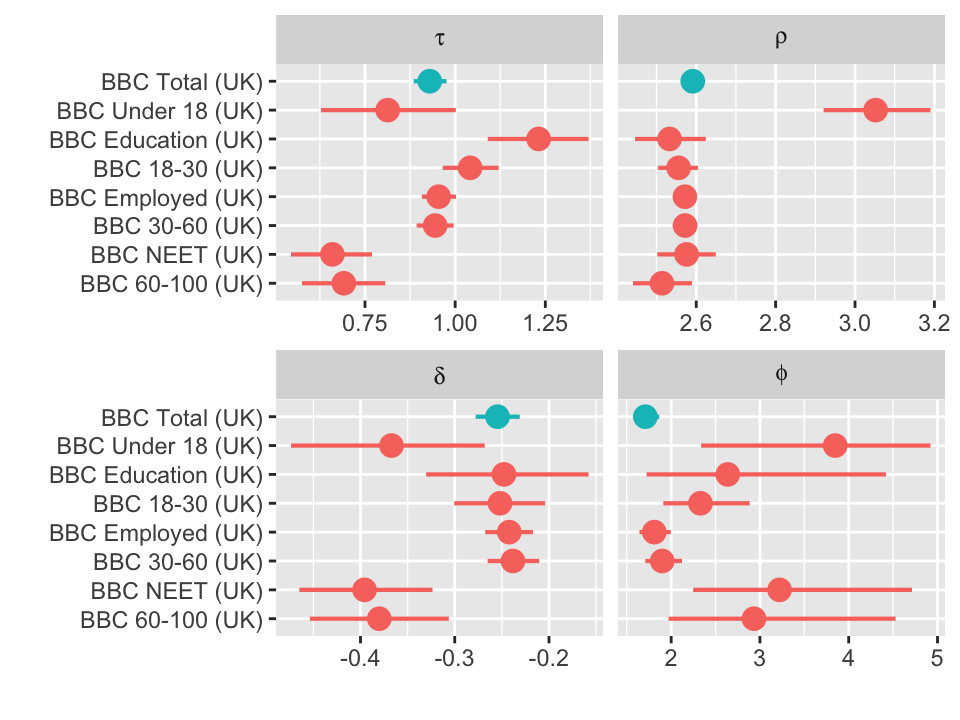 τ ρ
BBC Total (UK)
BBC Under 18 (UK)
BBC Education (UK)
BBC 18-30 (UK)
BBC Employed (UK)
BBC 30-60 (UK)
BBC NEET (UK)
BBC 60-100 (UK)
0.75 1.00 1.25 2.6 2.8 3.0 3.2
δ ϕ
BBC Total (UK)
BBC Under 18 (UK)
BBC Education (UK)
BBC 18-30 (UK)
BBC Employed (UK)
BBC 30-60 (UK)
BBC NEET (UK)
BBC 60-100 (UK)
-0.4 -0.3 -0.2 2 3 4 5